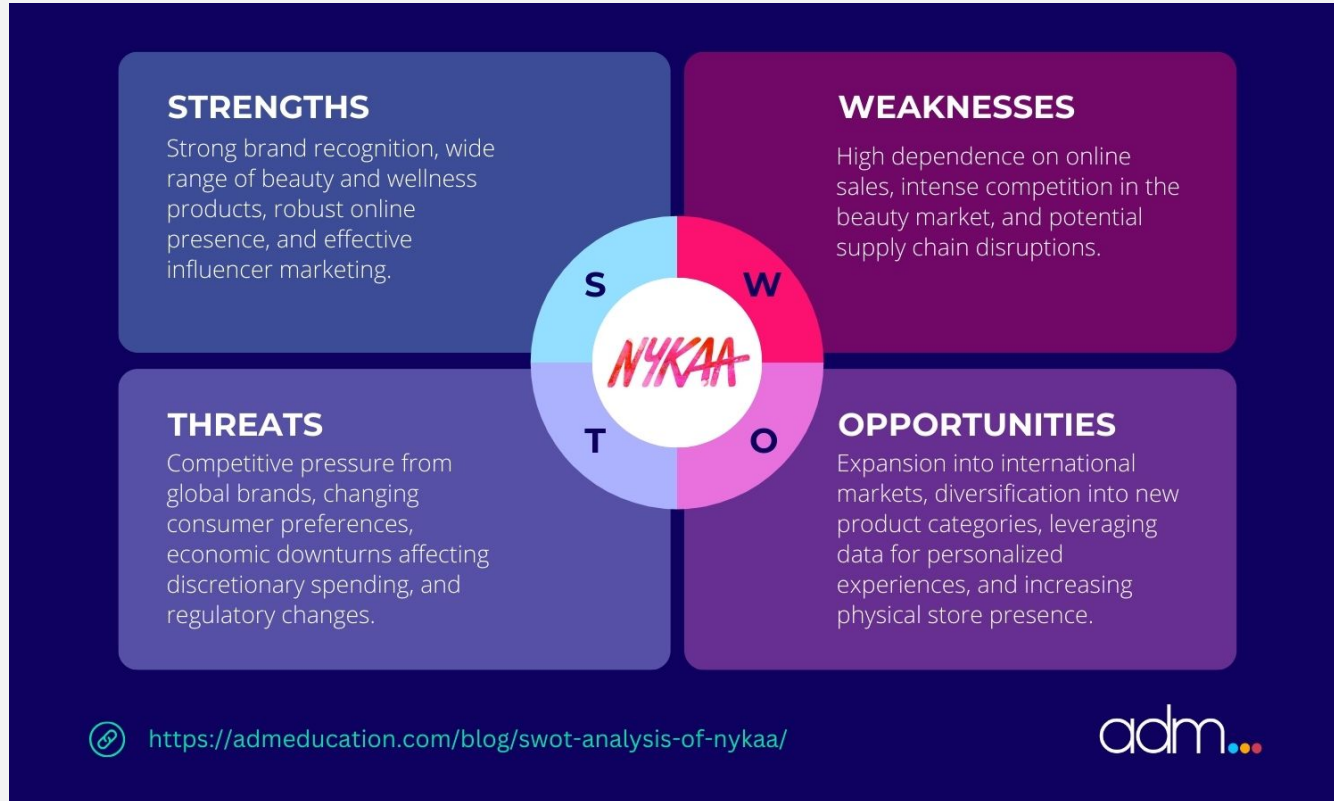 STRENGTHS
Strong brand recognition, wide
range of beauty and wellness
products, robust online
presence, and effective
influencer marketing.
WEAKNESSES
High dependence on online
sales, intense competition in the
beauty market, and potential
supply chain disruptions.
S
W
NYKAA
T
O
THREATS
Competitive pressure from
global brands, changing
consumer preferences,
economic downturns affecting
discretionary spending, and
regulatory changes.
OPPORTUNITIES
Expansion into international
markets, diversification into new
product categories, leveraging
data for personalized
experiences, and increasing
physical store presence.
https://admeducation.com/blog/swot-analysis-of-nykaa/
adm...